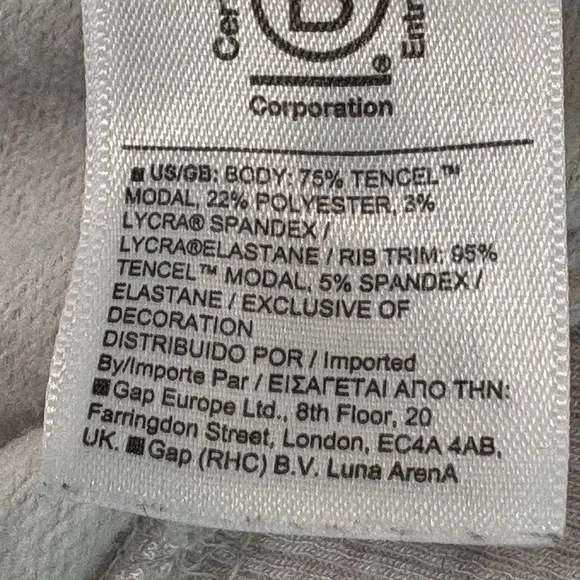 Cer
B
Entr
®
Corporation
US/GB: BODY: 75% TENCEL™
MODAL, 22% POLYESTER, 3%
LYCRA® SPANDEX /
LYCRA®ELASTANE / RIB TRIM: 95%
TENCEL™ MODAL, 5% SPANDEX /
ELASTANE / EXCLUSIVE OF
DECORATION
DISTRIBUIDO POR / Imported
By/Importe Par / ΕΙΣΑΓΕΤΑΙ ΑΠΟ ΤΗΝ:
Gap Europe Ltd., 8th Floor, 20
Farringdon Street, London, EC4A 4AB,
UK. Gap (RHC) B.V. Luna ArenA